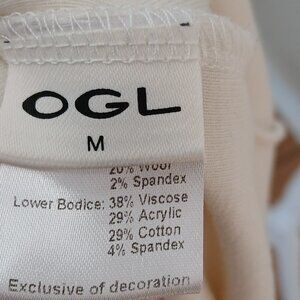 OGL
M
20% Wool
2% Spandex
Lower Bodice: 38% Viscose
29% Acrylic
29% Cotton
4% Spandex
Exclusive of decoration